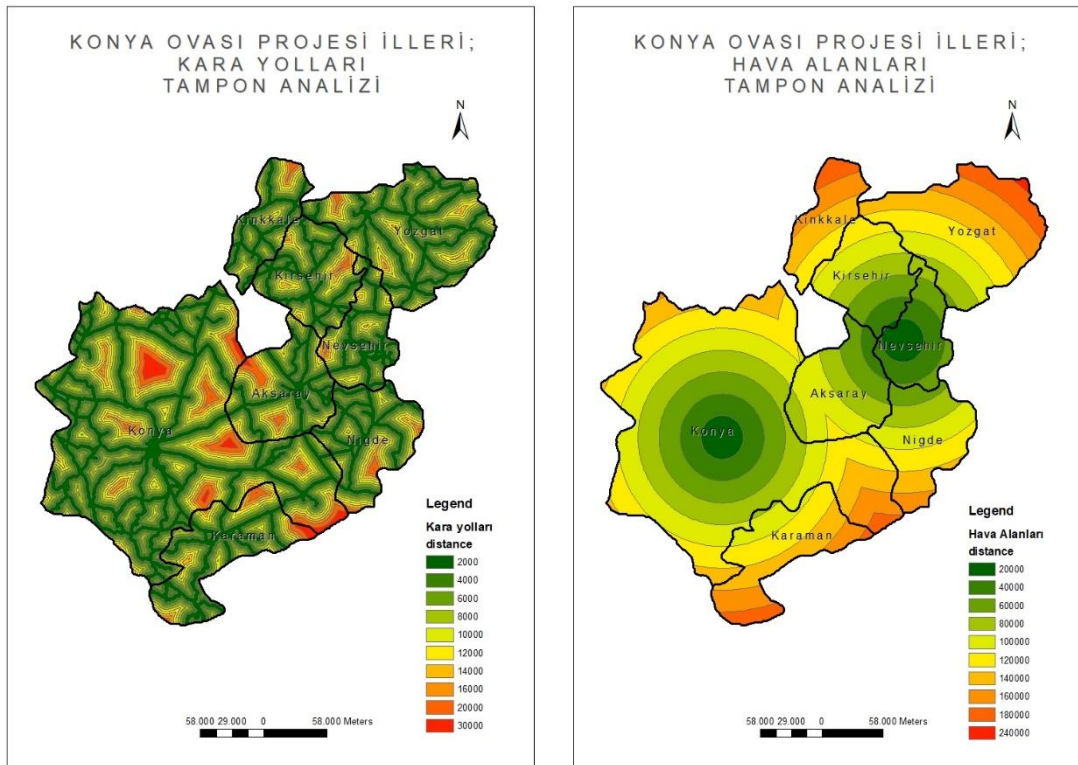 KONYA OVASI PROJESİ İLLERİ;
KARA YOLLARI
TAMPON ANALİZİ
N
Kırıkkale
Yozgat
Kirsehir
Nevsehir
Aksaray
Konya
Nigde
Karaman
Legend
Kara yolları
distance
2000
4000
6000
8000
10000
12000
14000
16000
20000
30000
58.000 29.000 0 58.000 Meters
KONYA OVASI PROJESİ İLLERİ;
HAVA ALANLARI
TAMPON ANALİZİ
N
Kırıkkale
Yozgat
Kirsehir
Nevsehir
Aksaray
Konya
Nigde
Karaman
Legend
Hava Alanları
distance
20000
40000
60000
80000
100000
120000
140000
160000
180000
240000
58.000 29.000 0 58.000 Meters